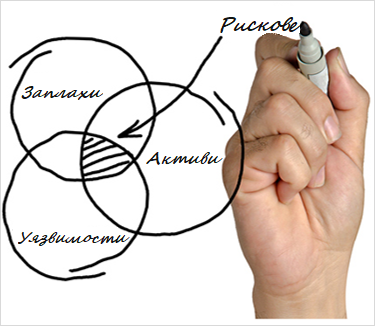 Рискове
Заплахи
Активи
Уязвимости